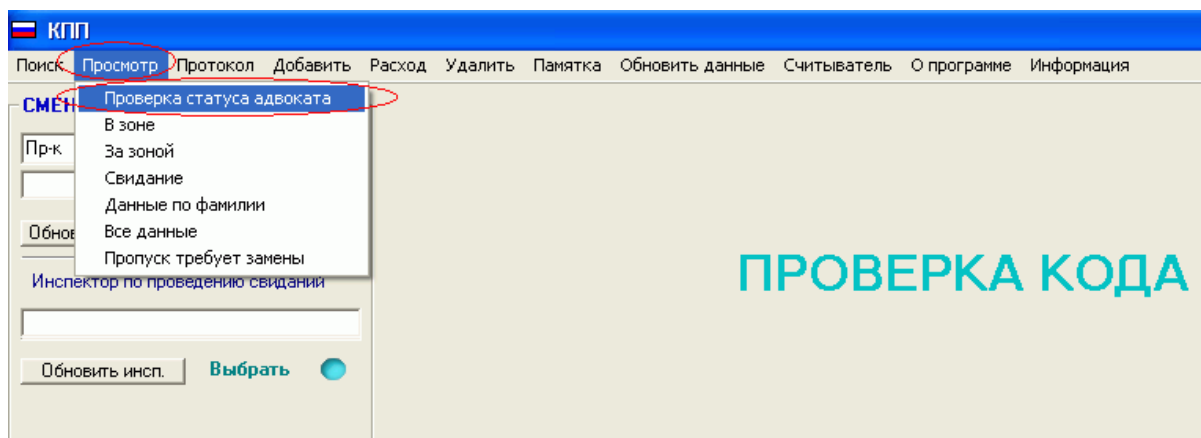 КПП
Поиск Просмотр Протокол Добавить Расход Удалить Памятка Обновить данные Считыватель О программе Информация
Проверка статуса адвоката
В зоне
За зоной
Свидание
Данные по фамилии
Все данные
Пропуск требует замены
Пр-к
Инспектор по проведению свиданий
Обновить инсп. Выбрать
ПРОВЕРКА КОДА